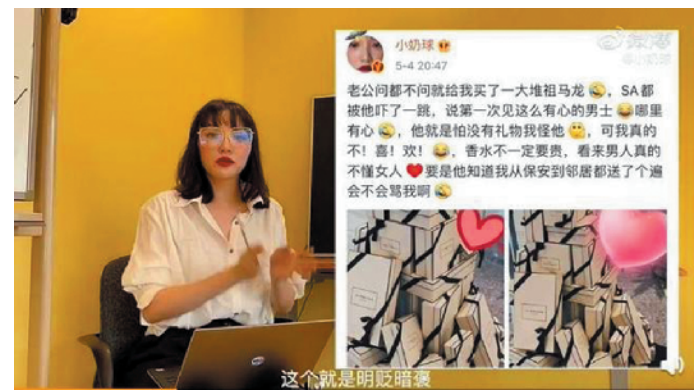 小奶球
5-4 20:47
微博
@小奶球
老公问都不问就给我买了一大堆祖马龙，SA都
被他吓了一跳，说第一次见这么有心的男士哪里
有心，他就是怕没有礼物我怪他，可我真的
不！喜！欢！，香水不一定要贵，看来男人真的
不懂女人要是他知道我从保安到邻居都送了个遍
会不会骂我啊
这个就是明贬暗褒